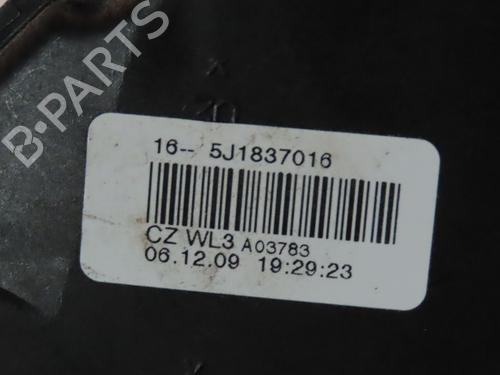 B-PARTS
16-- 5J1837016
CZ WL3 A03783
06.12.09 19:29:23